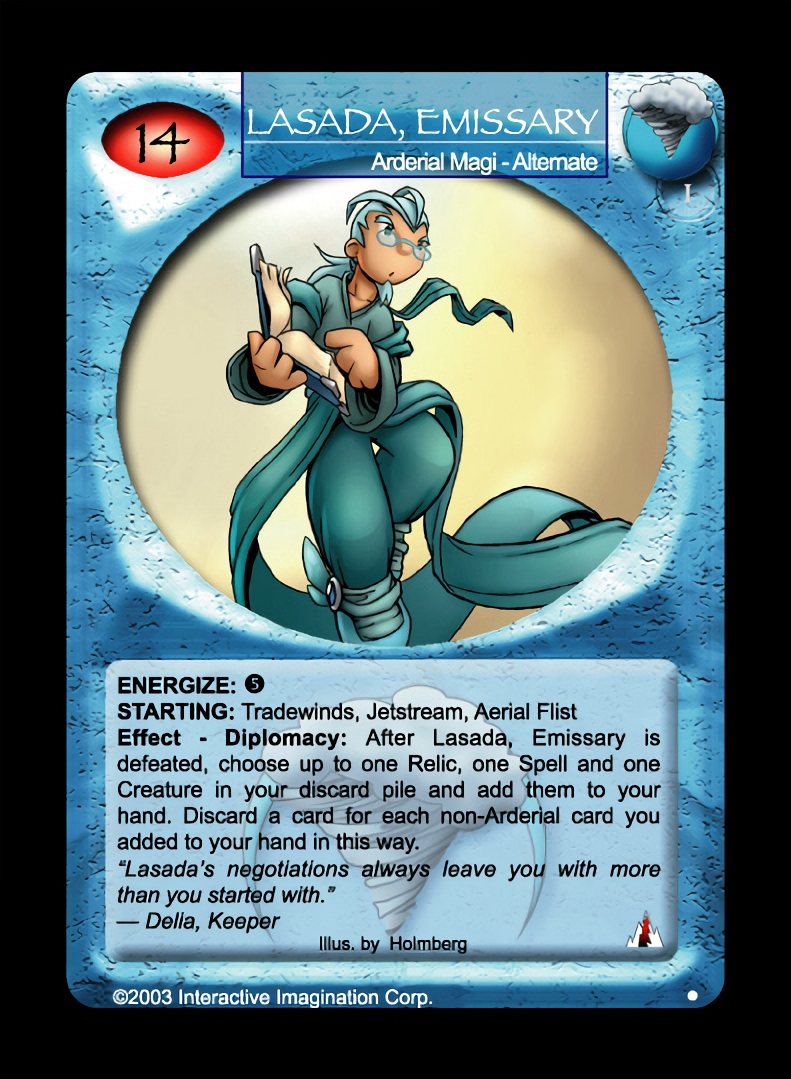 14
LASADA, EMISSARY
Arderial Magi - Alternate
L
ENERGIZE: 5
STARTING: Tradewinds, Jetstream, Aerial Flist
Effect - Diplomacy: After Lasada, Emissary is
defeated, choose up to one Relic, one Spell and one
Creature in your discard pile and add them to your
hand. Discard a card for each non-Arderial card you
added to your hand in this way.
“Lasada’s negotiations always leave you with more
than you started with.”
— Delia, Keeper
Illus. by Holmberg
©2003 Interactive Imagination Corp.